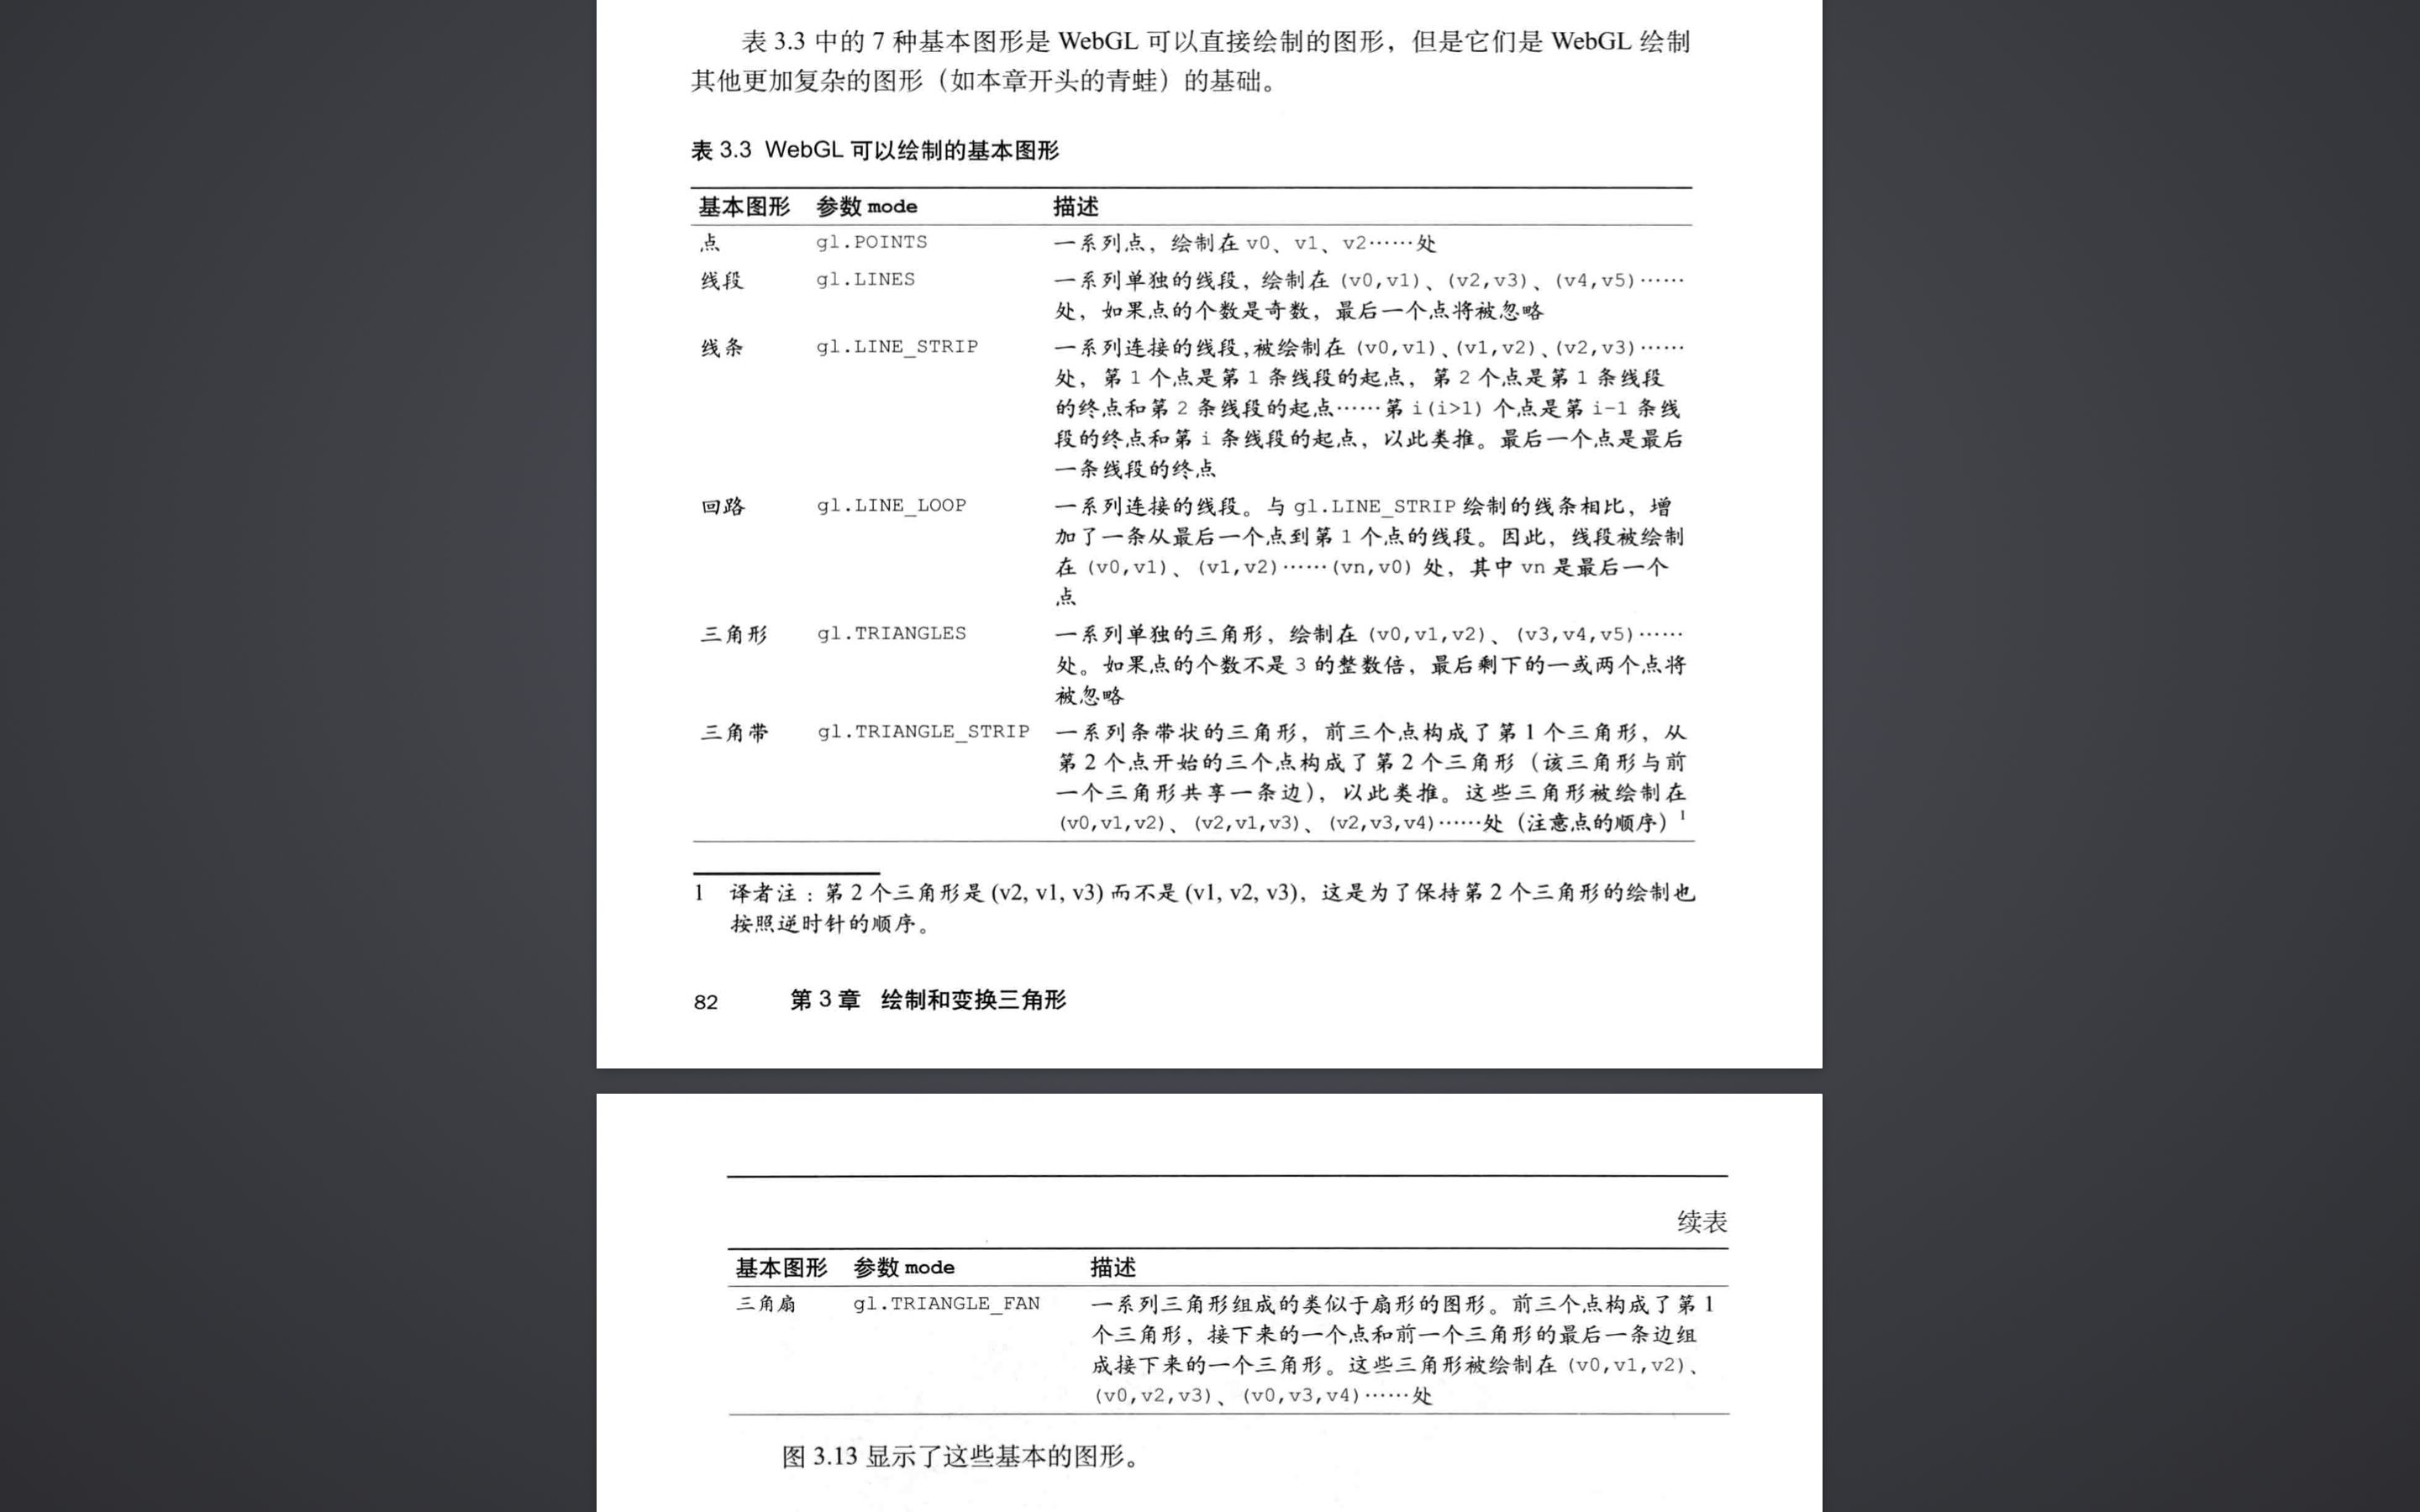 表 3.3 中的 7 种基本图形是 WebGL 可以直接绘制的图形，但是它们是 WebGL 绘制
其他更加复杂的图形（如本章开头的青蛙）的基础。
表 3.3 WebGL 可以绘制的基本图形
基本图形 参数 mode 描述
点 gl.POINTS 一系列点，绘制在 v0、v1、v2……处
线段 gl.LINES 一系列单独的线段，绘制在 (v0,v1)、(v2,v3)、(v4,v5)……
处，如果点的个数是奇数，最后一个点将被忽略
线条 gl.LINE_STRIP 一系列连接的线段,被绘制在 (v0,v1)、(v1,v2)、(v2,v3)……
处，第 1 个点是第 1 条线段的起点，第 2 个点是第 1 条线段
的终点和第 2 条线段的起点……第 i(i>1) 个点是第 i-1 条线
段的终点和第 i 条线段的起点，以此类推。最后一个点是最后
一条线段的终点
回路 gl.LINE_LOOP 一系列连接的线段。与 gl.LINE_STRIP 绘制的线条相比，增
加了一条从最后一个点到第 1 个点的线段。因此，线段被绘制
在 (v0,v1)、(v1,v2)……(vn,v0) 处，其中 vn 是最后一个
点
三角形 gl.TRIANGLES 一系列单独的三角形，绘制在 (v0,v1,v2)、(v3,v4,v5)……
处。如果点的个数不是 3 的整数倍，最后剩下的一或两个点将
被忽略
三角带 gl.TRIANGLE_STRIP 一系列条带状的三角形，前三个点构成了第 1 个三角形，从
第 2 个点开始的三个点构成了第 2 个三角形（该三角形与前
一个三角形共享一条边），以此类推。这些三角形被绘制在
(v0,v1,v2)、(v2,v1,v3)、(v2,v3,v4)……处（注意点的顺序）1
1 译者注：第 2 个三角形是 (v2, v1, v3) 而不是 (v1, v2, v3)，这是为了保持第 2 个三角形的绘制也
按照逆时针的顺序。
82 第 3 章 绘制和变换三角形
续表
基本图形 参数 mode 描述
三角扇 gl.TRIANGLE_FAN 一系列三角形组成的类似于扇形的图形。前三个点构成了第 1
个三角形，接下来的一个点和前一个三角形的最后一条边组
成接下来的一个三角形。这些三角形被绘制在 (v0,v1,v2)、
(v0,v2,v3)、(v0,v3,v4)……处
图 3.13 显示了这些基本的图形。